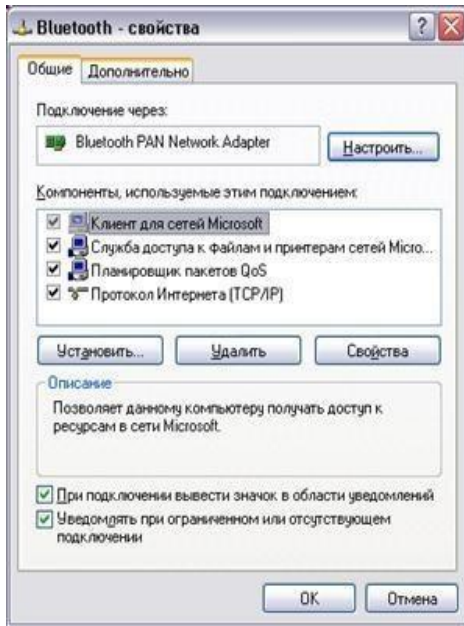 Bluetooth - свойства
Общие Дополнительно
Подключение через:
Bluetooth PAN Network Adapter Настроить...
Компоненты, используемые этим подключением:
Клиент для сетей Microsoft
Служба доступа к файлам и принтерам сетей Micro...
Планировщик пакетов QoS
Протокол Интернета (TCP/IP)
Установить... Удалить Свойства
Описание
Позволяет данному компьютеру получать доступ к
ресурсам в сети Microsoft.
При подключении вывести значок в области уведомлений
Уведомлять при ограниченном или отсутствующем
подключении
OK Отмена